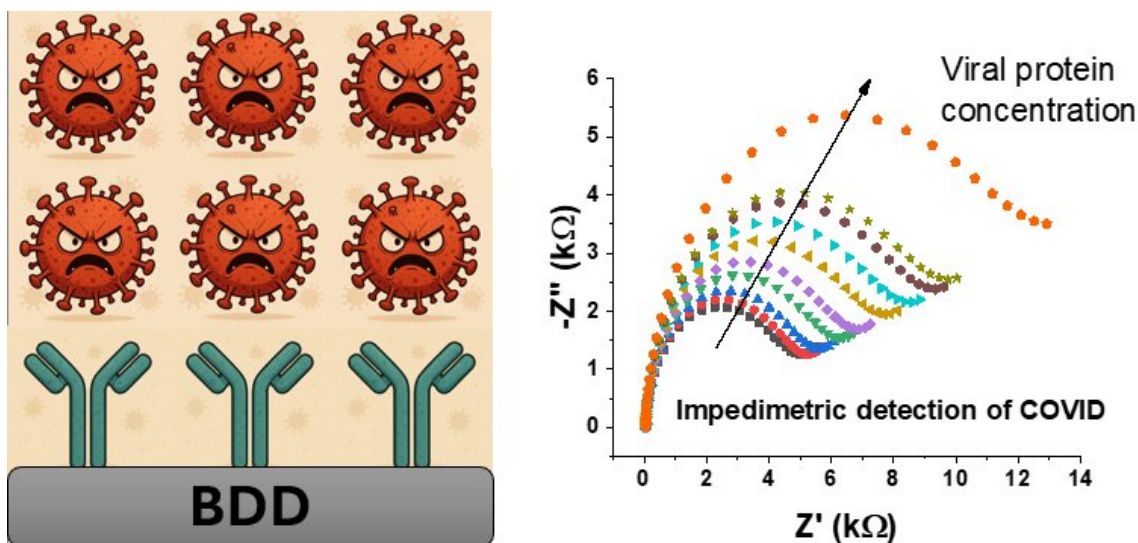 BDD
Viral protein
concentration
6
5
4
3
2
1
0
-Z" (kΩ)
Impedimetric detection of COVID
0 2 4 6 8 10 12 14
Z' (kΩ)